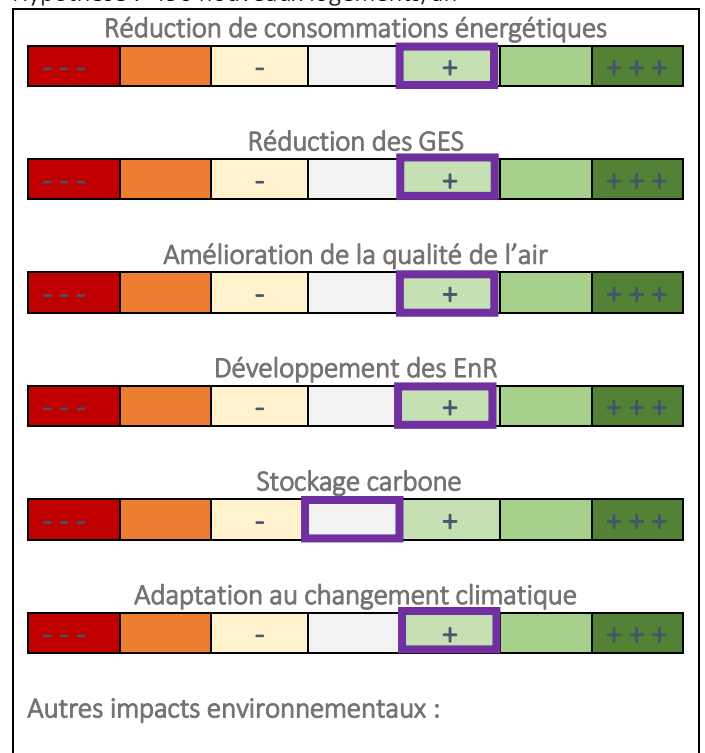 Réduction de consommations énergétiques
- - - - + + + +
Réduction des GES
- - - - + + + +
Amélioration de la qualité de l'air
- - - - + + + +
Développement des EnR
- - - - + + + +
Stockage carbone
- - - - + + + +
Adaptation au changement climatique
- - - - + + + +
Autres impacts environnementaux :